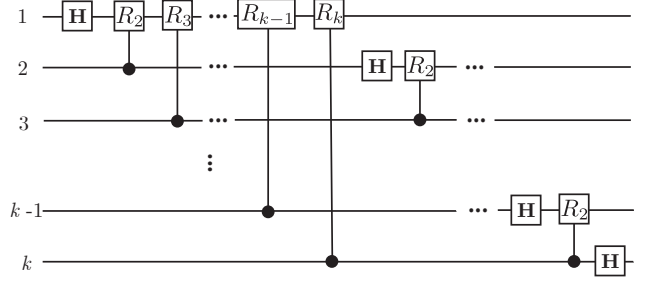 1 H R₂ R₃ ... Rₖ₋₁ Rₖ
2 ... H R₂ ...
3 ... ...
⋮
k-1 ... H R₂
k H